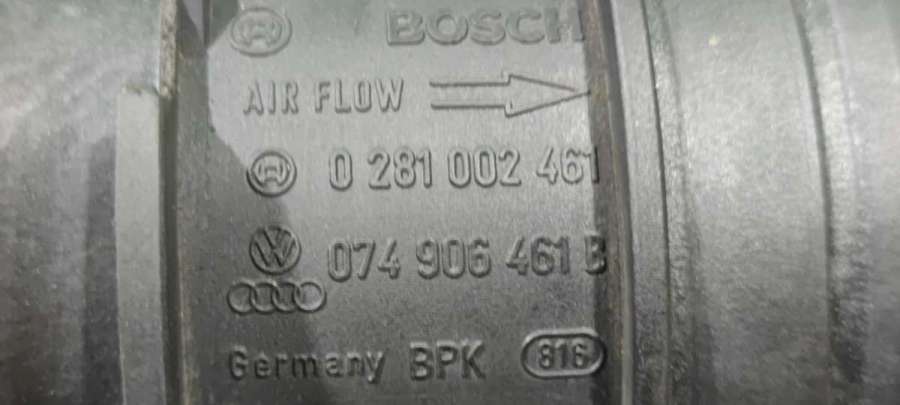 BOSCH
AIR FLOW
0 281 002 461
074 906 461 B
Germany BPK 816